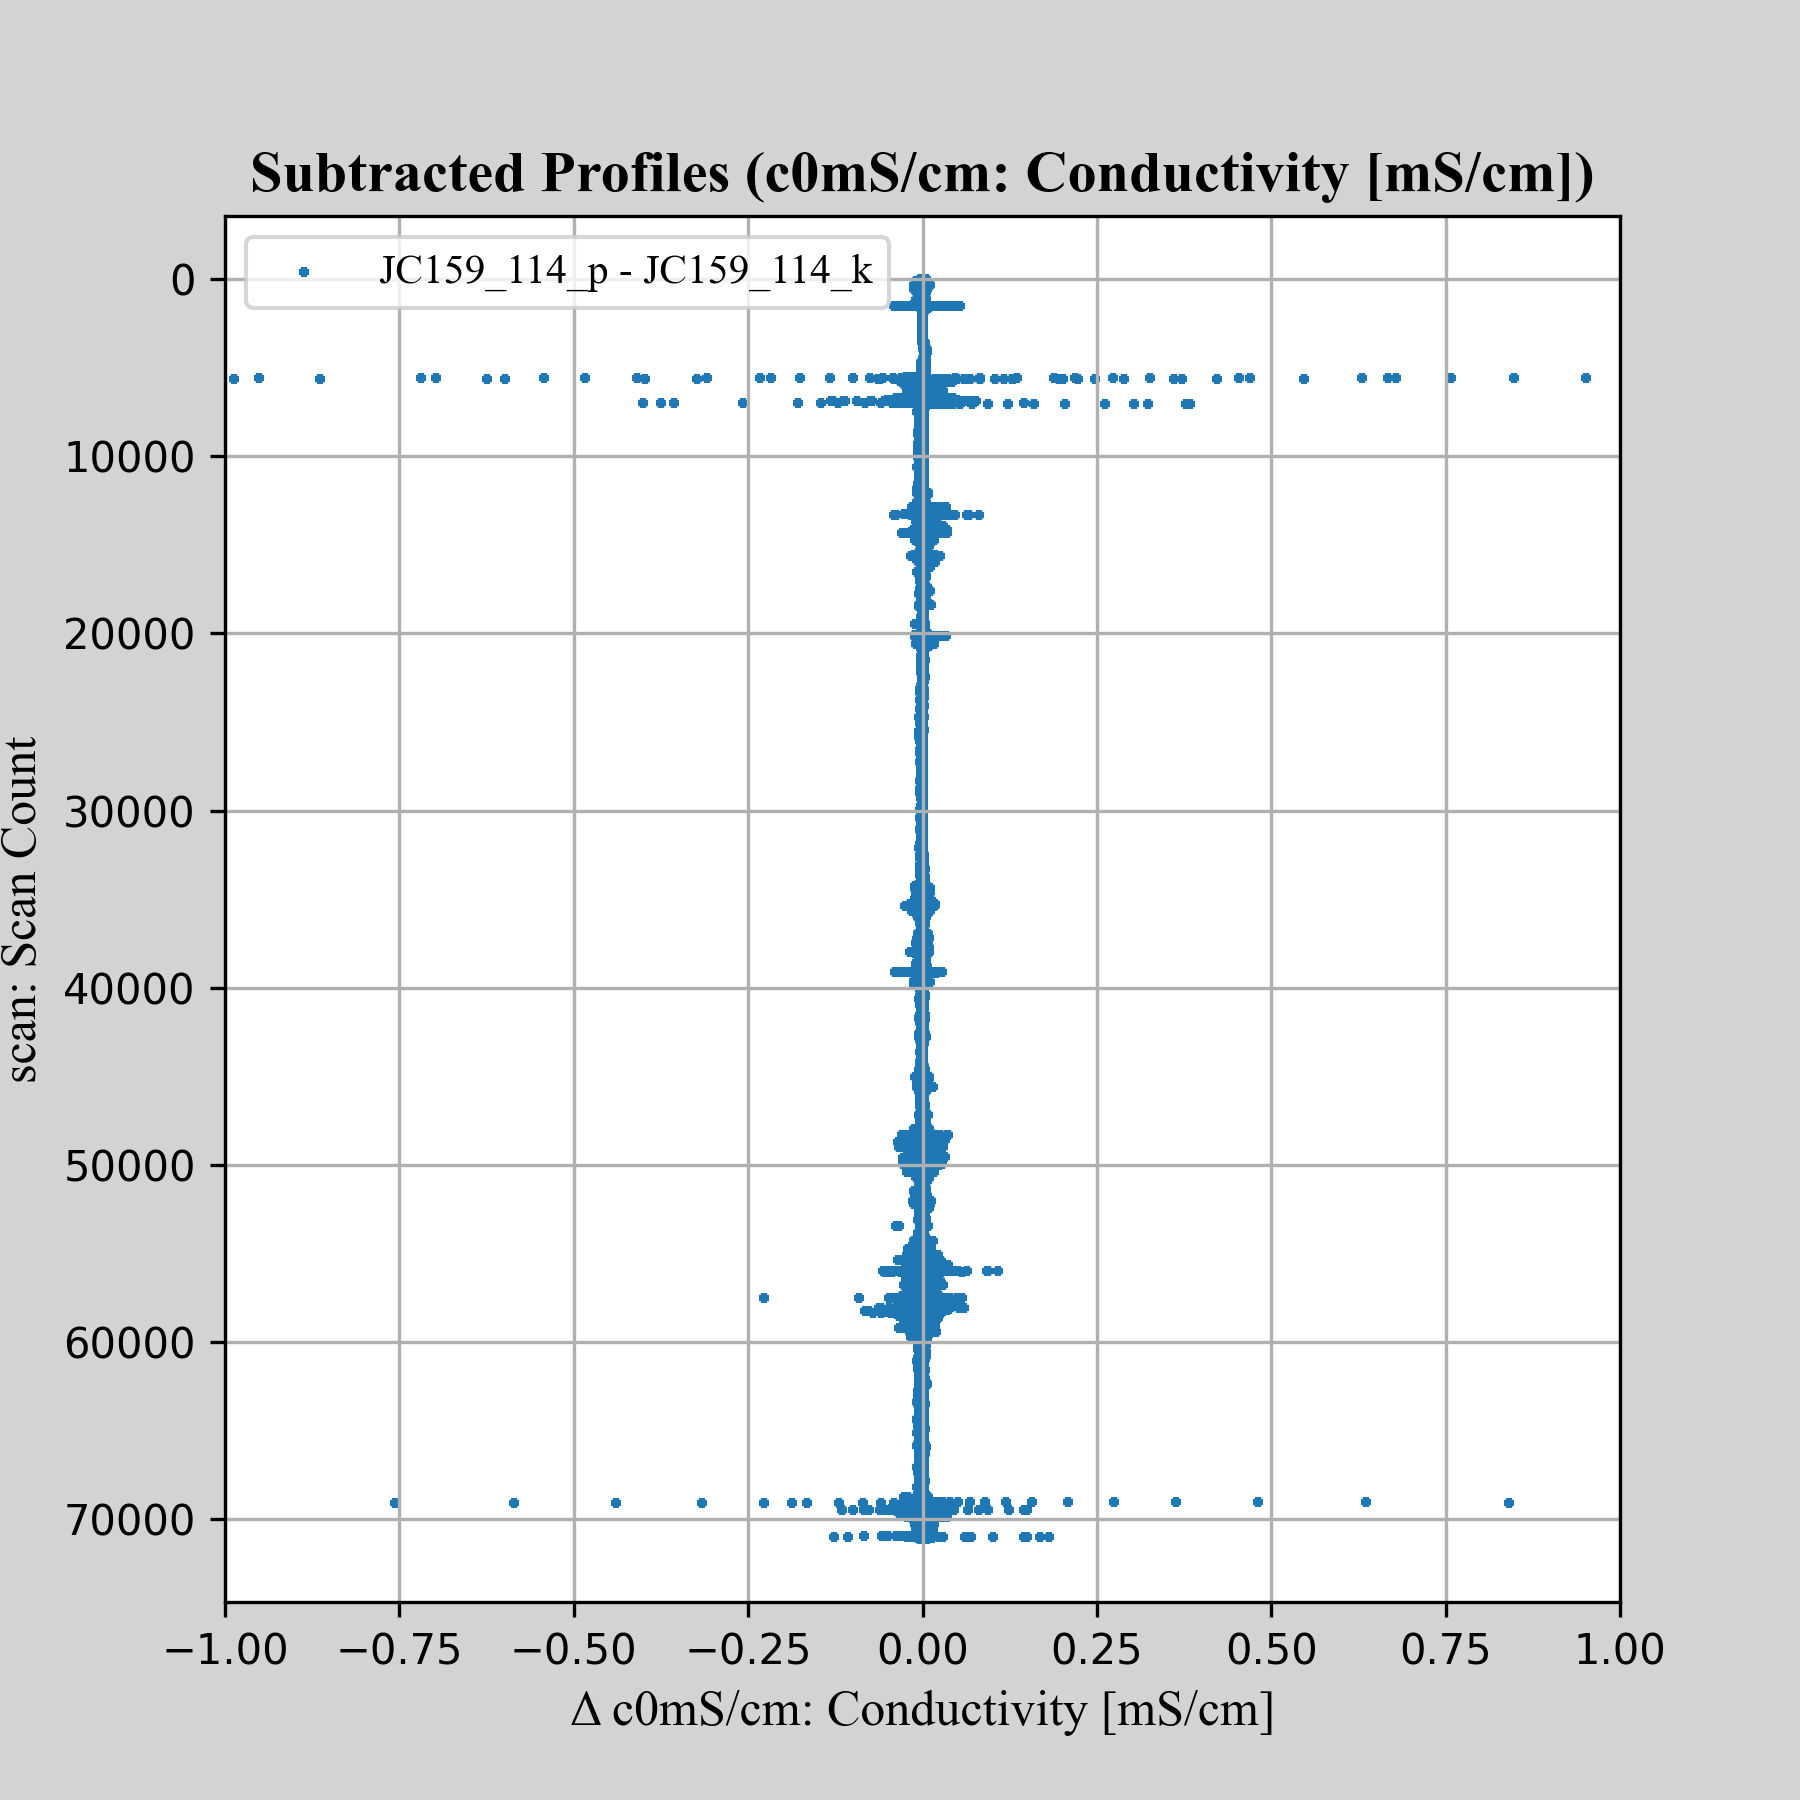 Subtracted Profiles (c0mS/cm: Conductivity [mS/cm])
JC159_114_p - JC159_114_k
0
10000
20000
30000
40000
50000
60000
70000
scan: Scan Count
−1.00 −0.75 −0.50 −0.25 0.00 0.25 0.50 0.75 1.00
Δ c0mS/cm: Conductivity [mS/cm]